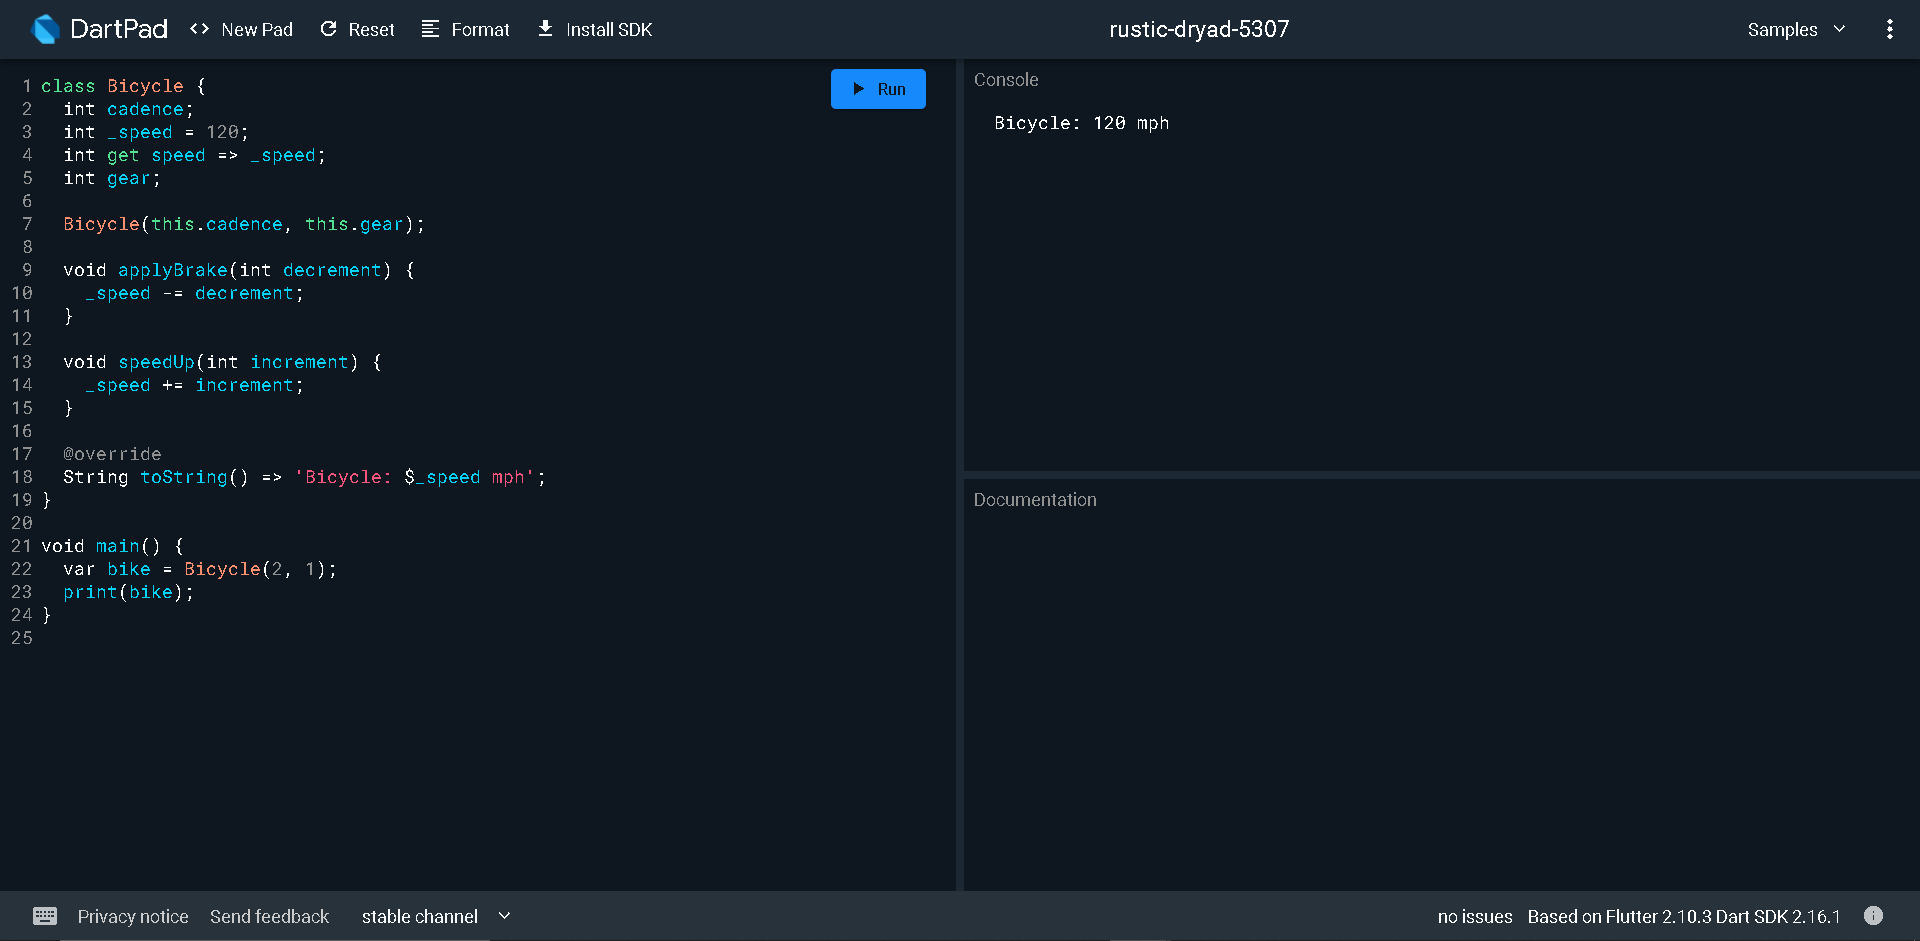 DartPad <> New Pad Reset Format Install SDK rustic-dryad-5307 Samples
1 class Bicycle {
2   int cadence;
3   int _speed = 120;
4   int get speed => _speed;
5   int gear;
6
7   Bicycle(this.cadence, this.gear);
8
9   void applyBrake(int decrement) {
10     _speed -= decrement;
11   }
12
13   void speedUp(int increment) {
14     _speed += increment;
15   }
16
17   @override
18   String toString() => 'Bicycle: $_speed mph';
19 }
20
21 void main() {
22   var bike = Bicycle(2, 1);
23   print(bike);
24 }
25
Run
Console
Bicycle: 120 mph
Documentation
Privacy notice Send feedback stable channel no issues Based on Flutter 2.10.3 Dart SDK 2.16.1